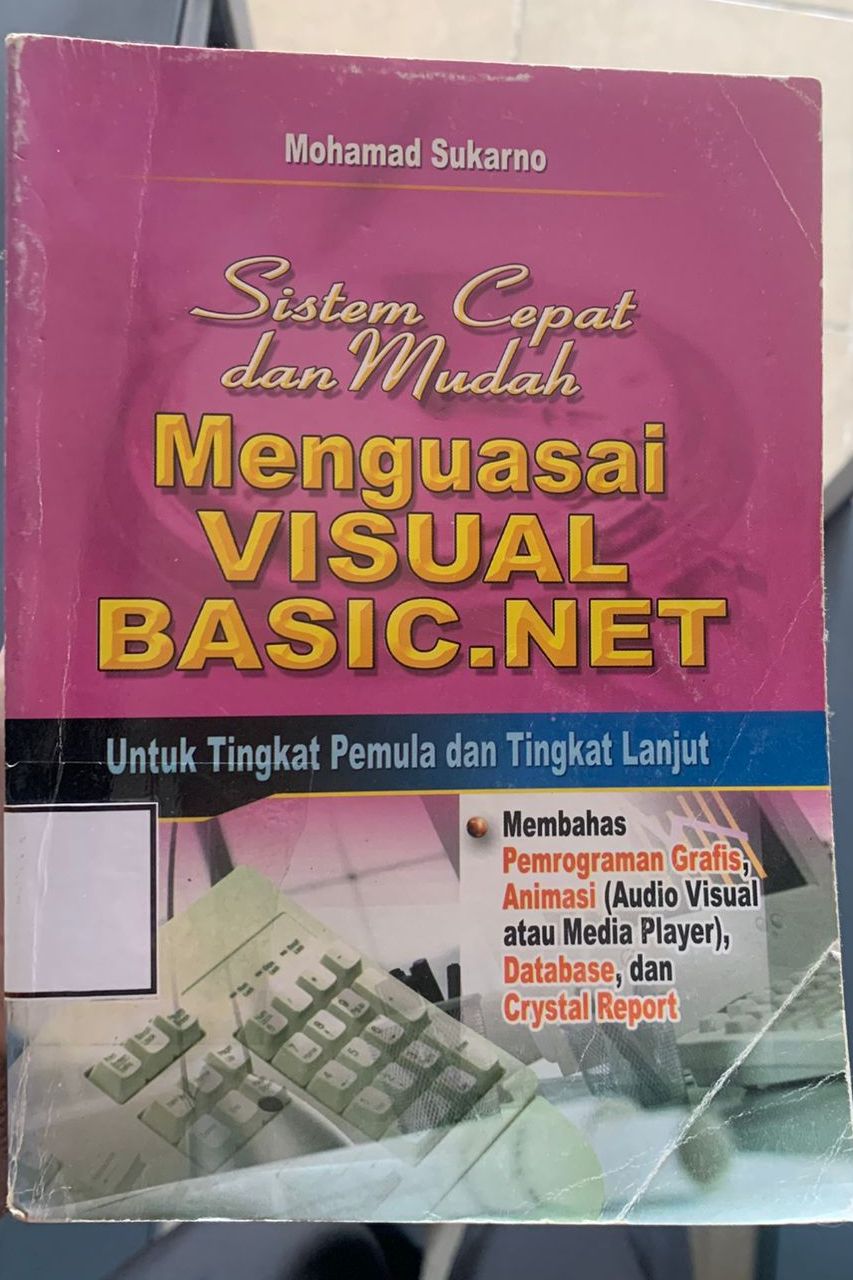 Mohamad Sukarno
Sistem Cepat
dan Mudah
Menguasai
VISUAL
BASIC.NET
Untuk Tingkat Pemula dan Tingkat Lanjut
Membahas
Pemrograman Grafis,
Animasi (Audio Visual
atau Media Player),
Database, dan
Crystal Report